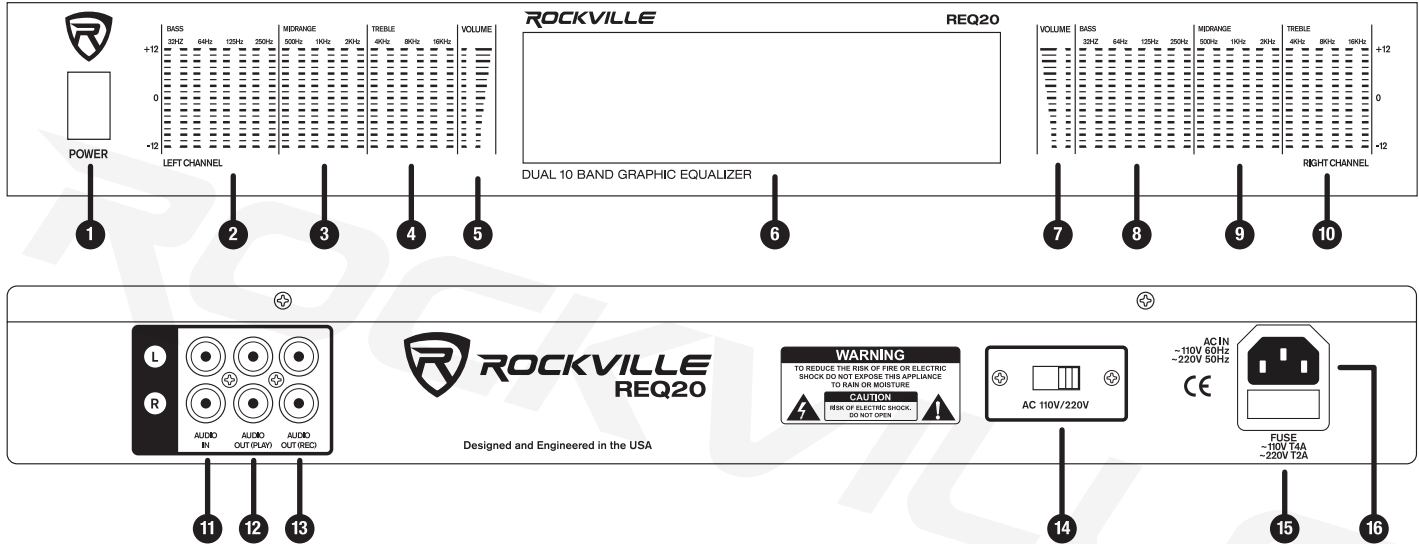 ROCKVILLE
REQ20
BASS MIDRANGE TREBLE VOLUME
32HZ 64Hz 125Hz 250Hz 500Hz 1KHz 2KHz 4KHz 8KHz 16KHz
+12
0
-12
POWER
LEFT CHANNEL
DUAL 10 BAND GRAPHIC EQUALIZER
VOLUME BASS MIDRANGE TREBLE
32HZ 64Hz 125Hz 250Hz 500Hz 1KHz 2KHz 4KHz 8KHz 16KHz
+12
0
-12
RIGHT CHANNEL
1 2 3 4 5 6 7 8 9 10
L
R
AUDIO IN
AUDIO OUT (PLAY)
AUDIO OUT (REC)
ROCKVILLE
REQ20
Designed and Engineered in the USA
WARNING
TO REDUCE THE RISK OF FIRE OR ELECTRIC
SHOCK DO NOT EXPOSE THIS APPLIANCE
TO RAIN OR MOISTURE
CAUTION
RISK OF ELECTRIC SHOCK.
DO NOT OPEN
AC 110V/220V
AC IN
~110V 60Hz
~220V 50Hz
CE
FUSE
~110V T4A
~220V T2A
11 12 13 14 15 16
ROCKVILLE